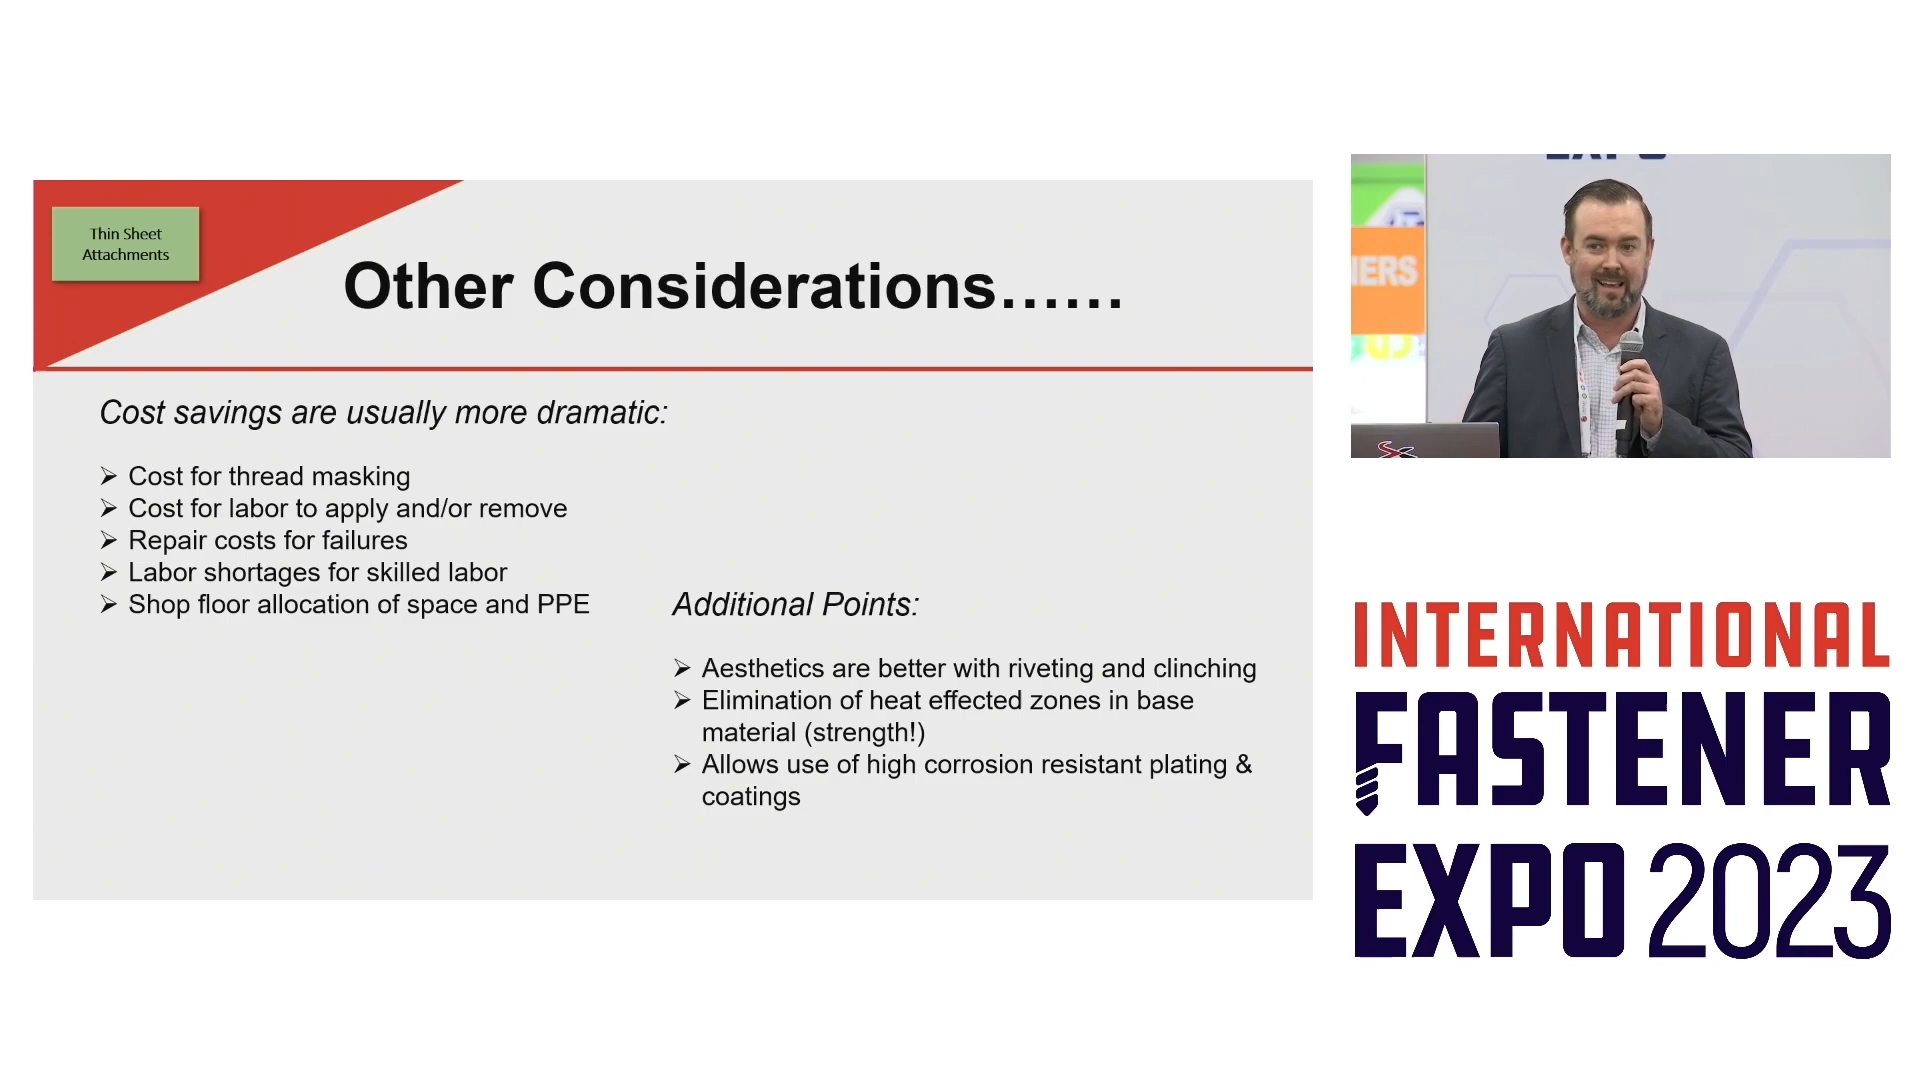 Thin Sheet
Attachments
Other Considerations......
Cost savings are usually more dramatic:
➢ Cost for thread masking
➢ Cost for labor to apply and/or remove
➢ Repair costs for failures
➢ Labor shortages for skilled labor
➢ Shop floor allocation of space and PPE
Additional Points:
➢ Aesthetics are better with riveting and clinching
➢ Elimination of heat effected zones in base
material (strength!)
➢ Allows use of high corrosion resistant plating &
coatings
EXPO
INTERNATIONAL
FASTENER
EXPO 2023